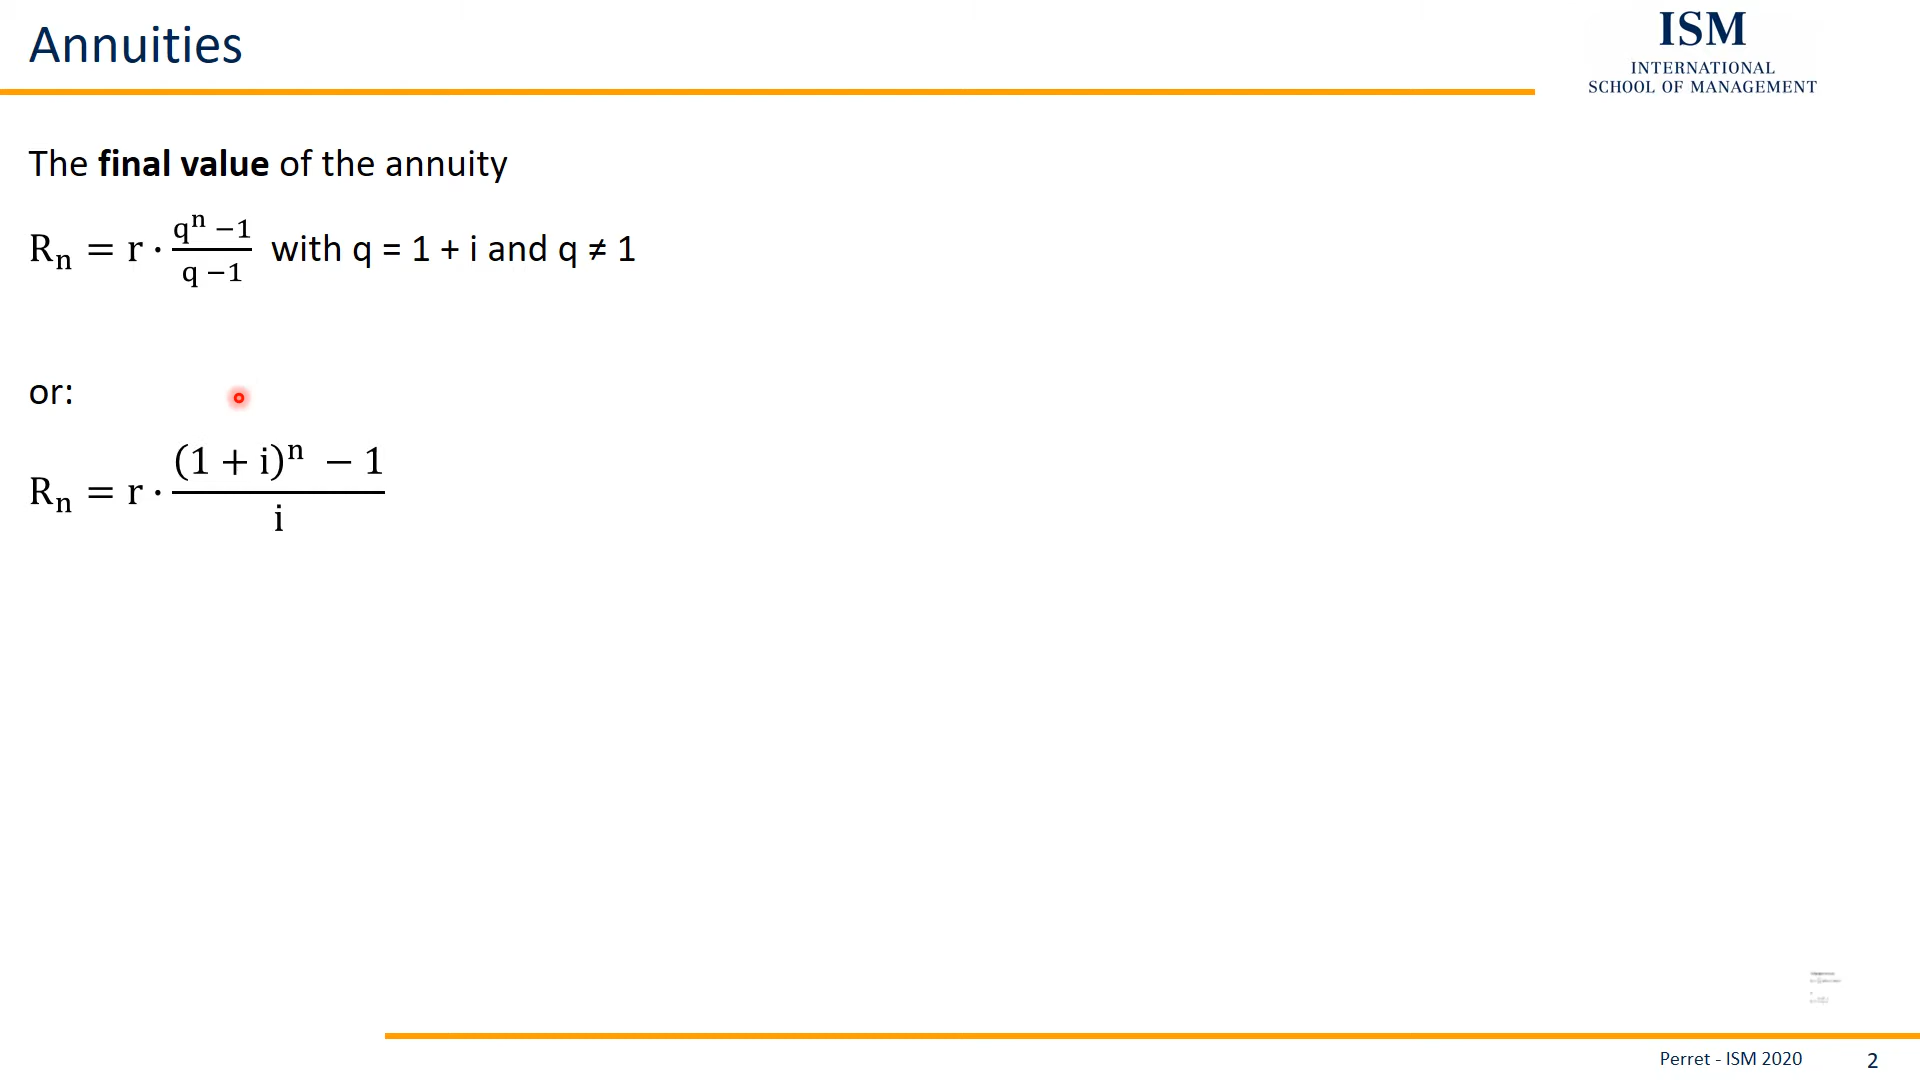 Annuities
ISM
INTERNATIONAL
SCHOOL OF MANAGEMENT
The final value of the annuity
Rₙ = r · (qⁿ −1)/(q −1) with q = 1 + i and q ≠ 1
or:
Rₙ = r · ((1 + i)ⁿ − 1)/i
Perret - ISM 2020
2